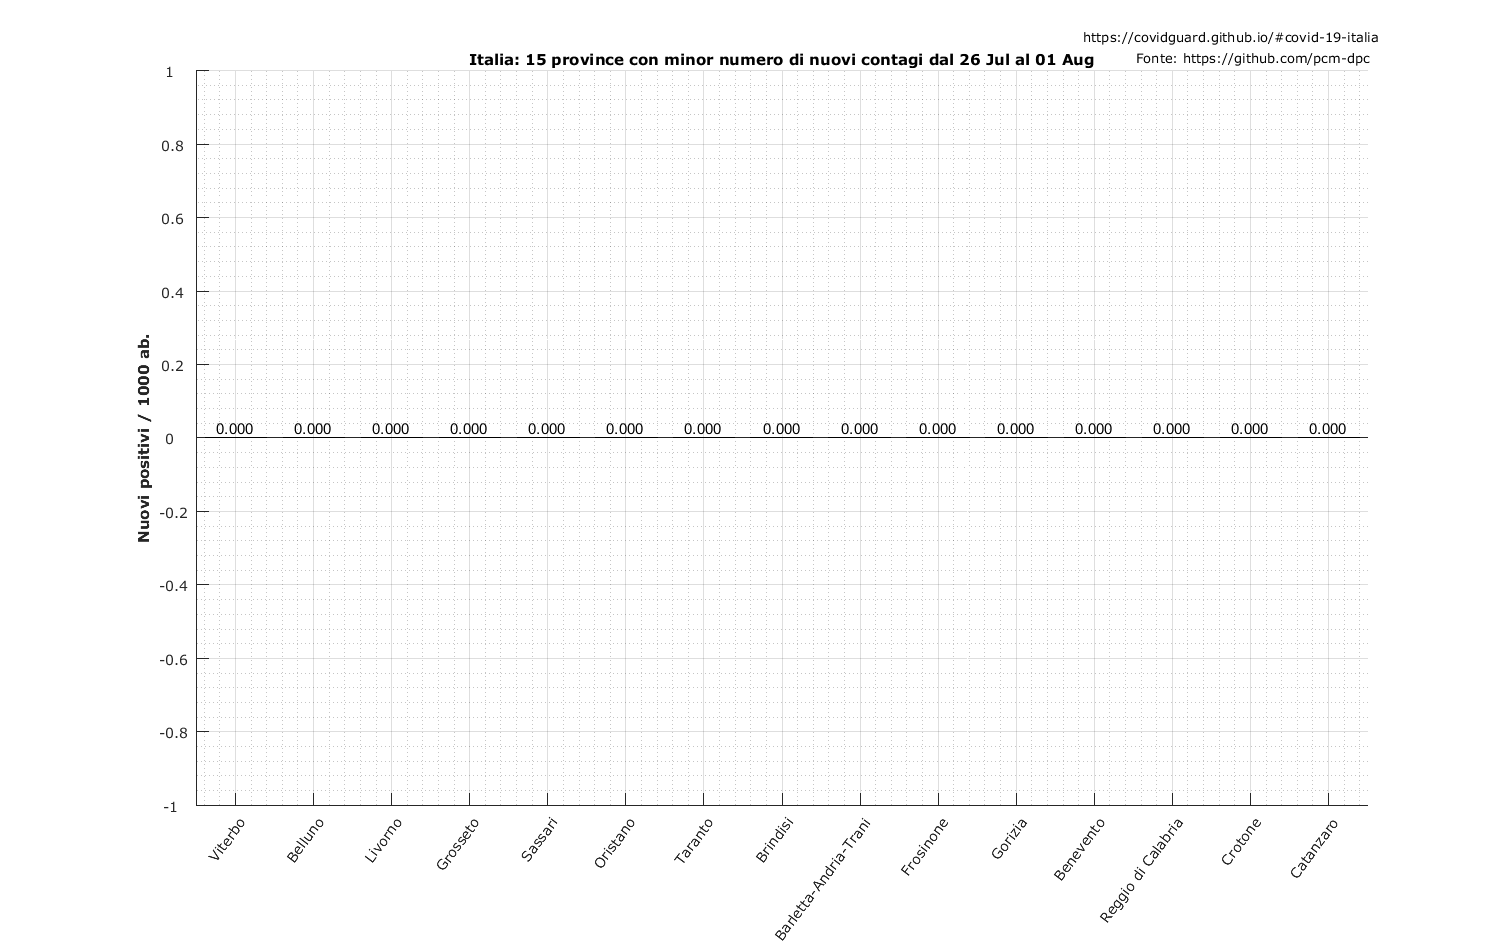 https://covidguard.github.io/#covid-19-italia
Italia: 15 province con minor numero di nuovi contagi dal 26 Jul al 01 Aug
Fonte: https://github.com/pcm-dpc
Nuovi positivi / 1000 ab.
1
0.8
0.6
0.4
0.2
0
-0.2
-0.4
-0.6
-0.8
-1
0.000 0.000 0.000 0.000 0.000 0.000 0.000 0.000 0.000 0.000 0.000 0.000 0.000 0.000 0.000
Viterbo
Belluno
Livorno
Grosseto
Sassari
Oristano
Taranto
Brindisi
Barletta-Andria-Trani
Frosinone
Gorizia
Benevento
Reggio di Calabria
Crotone
Catanzaro